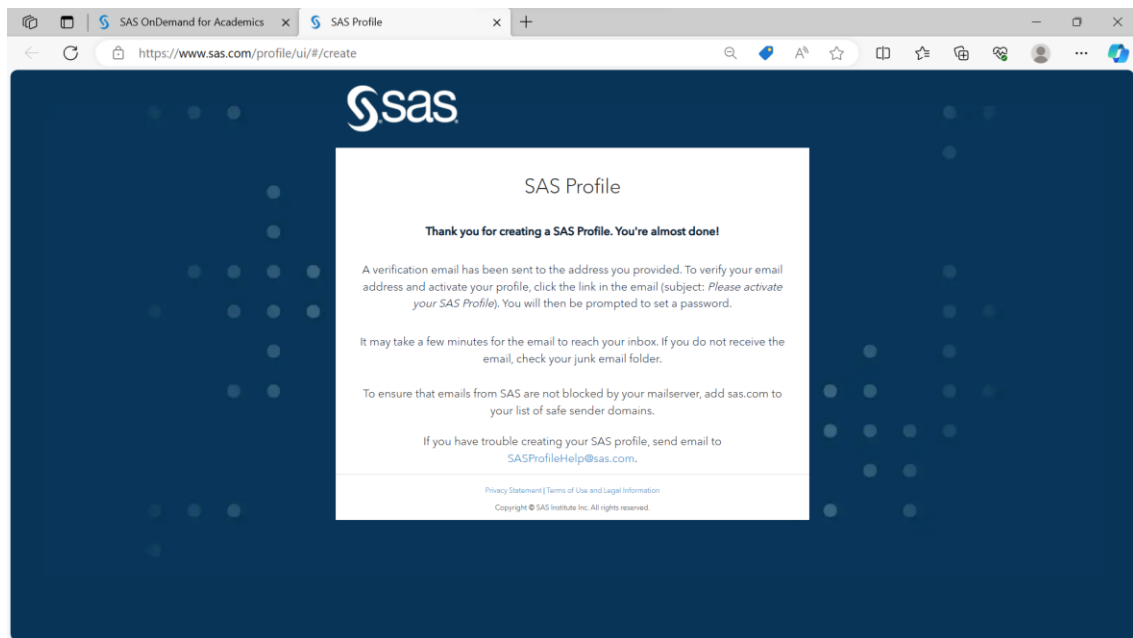 SAS OnDemand for Academics
SAS Profile
https://www.sas.com/profile/ui/#/create
sas
SAS Profile
Thank you for creating a SAS Profile. You're almost done!
A verification email has been sent to the address you provided. To verify your email
address and activate your profile, click the link in the email (subject: Please activate
your SAS Profile). You will then be prompted to set a password.
It may take a few minutes for the email to reach your inbox. If you do not receive the
email, check your junk email folder.
To ensure that emails from SAS are not blocked by your mailserver, add sas.com to
your list of safe sender domains.
If you have trouble creating your SAS profile, send email to
SASProfileHelp@sas.com.
Privacy Statement | Terms of Use and Legal Information
Copyright © SAS Institute Inc. All rights reserved.